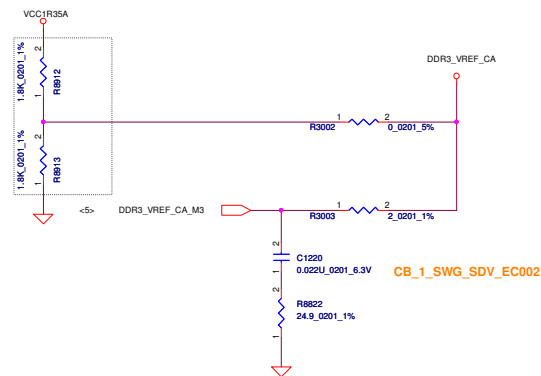 VCC1R35A
2
1.8K_0201_1%
R8912
1
DDR3_VREF_CA
1
2
R3002
0_0201_5%
2
1.8K_0201_1%
R8913
1
<5>
DDR3_VREF_CA_M3
1
2
R3003
2_0201_1%
2
C1220
0.022U_0201_6.3V
1
CB_1_SWG_SDV_EC002
2
R8822
24.9_0201_1%
1